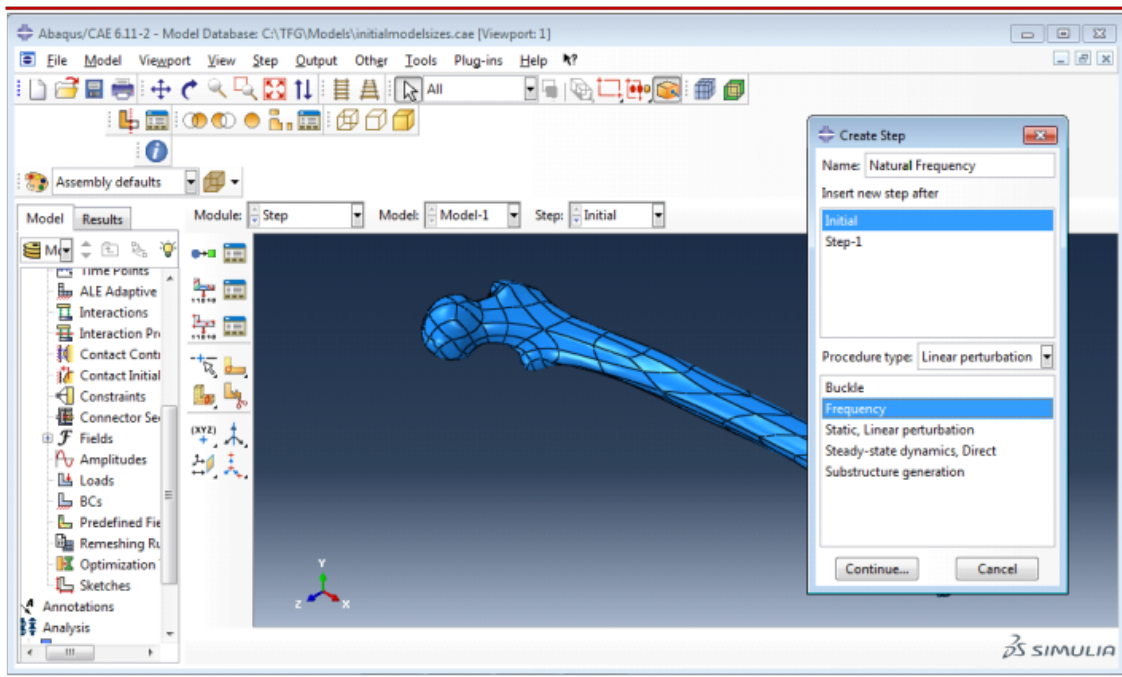 Abaqus/CAE 6.11-2 - Model Database: C:\TFG\Models\initialmodelsizes.cae [Viewport: 1]
File Model Viewport View Step Output Other Tools Plug-ins Help
All
Assembly defaults
Model Results
Module: Step Model: Model-1 Step: Initial
Time Points
ALE Adaptive
Interactions
Interaction Pr
Contact Cont
Contact Initial
Constraints
Connector Se
Fields
Amplitudes
Loads
BCs
Predefined Fie
Remeshing Ru
Optimization
Sketches
Annotations
Analysis
(XYZ)
Y
Z X
Create Step
Name: Natural Frequency
Insert new step after
Initial
Step-1
Procedure type: Linear perturbation
Buckle
Frequency
Static, Linear perturbation
Steady-state dynamics, Direct
Substructure generation
Continue... Cancel
SIMULIA